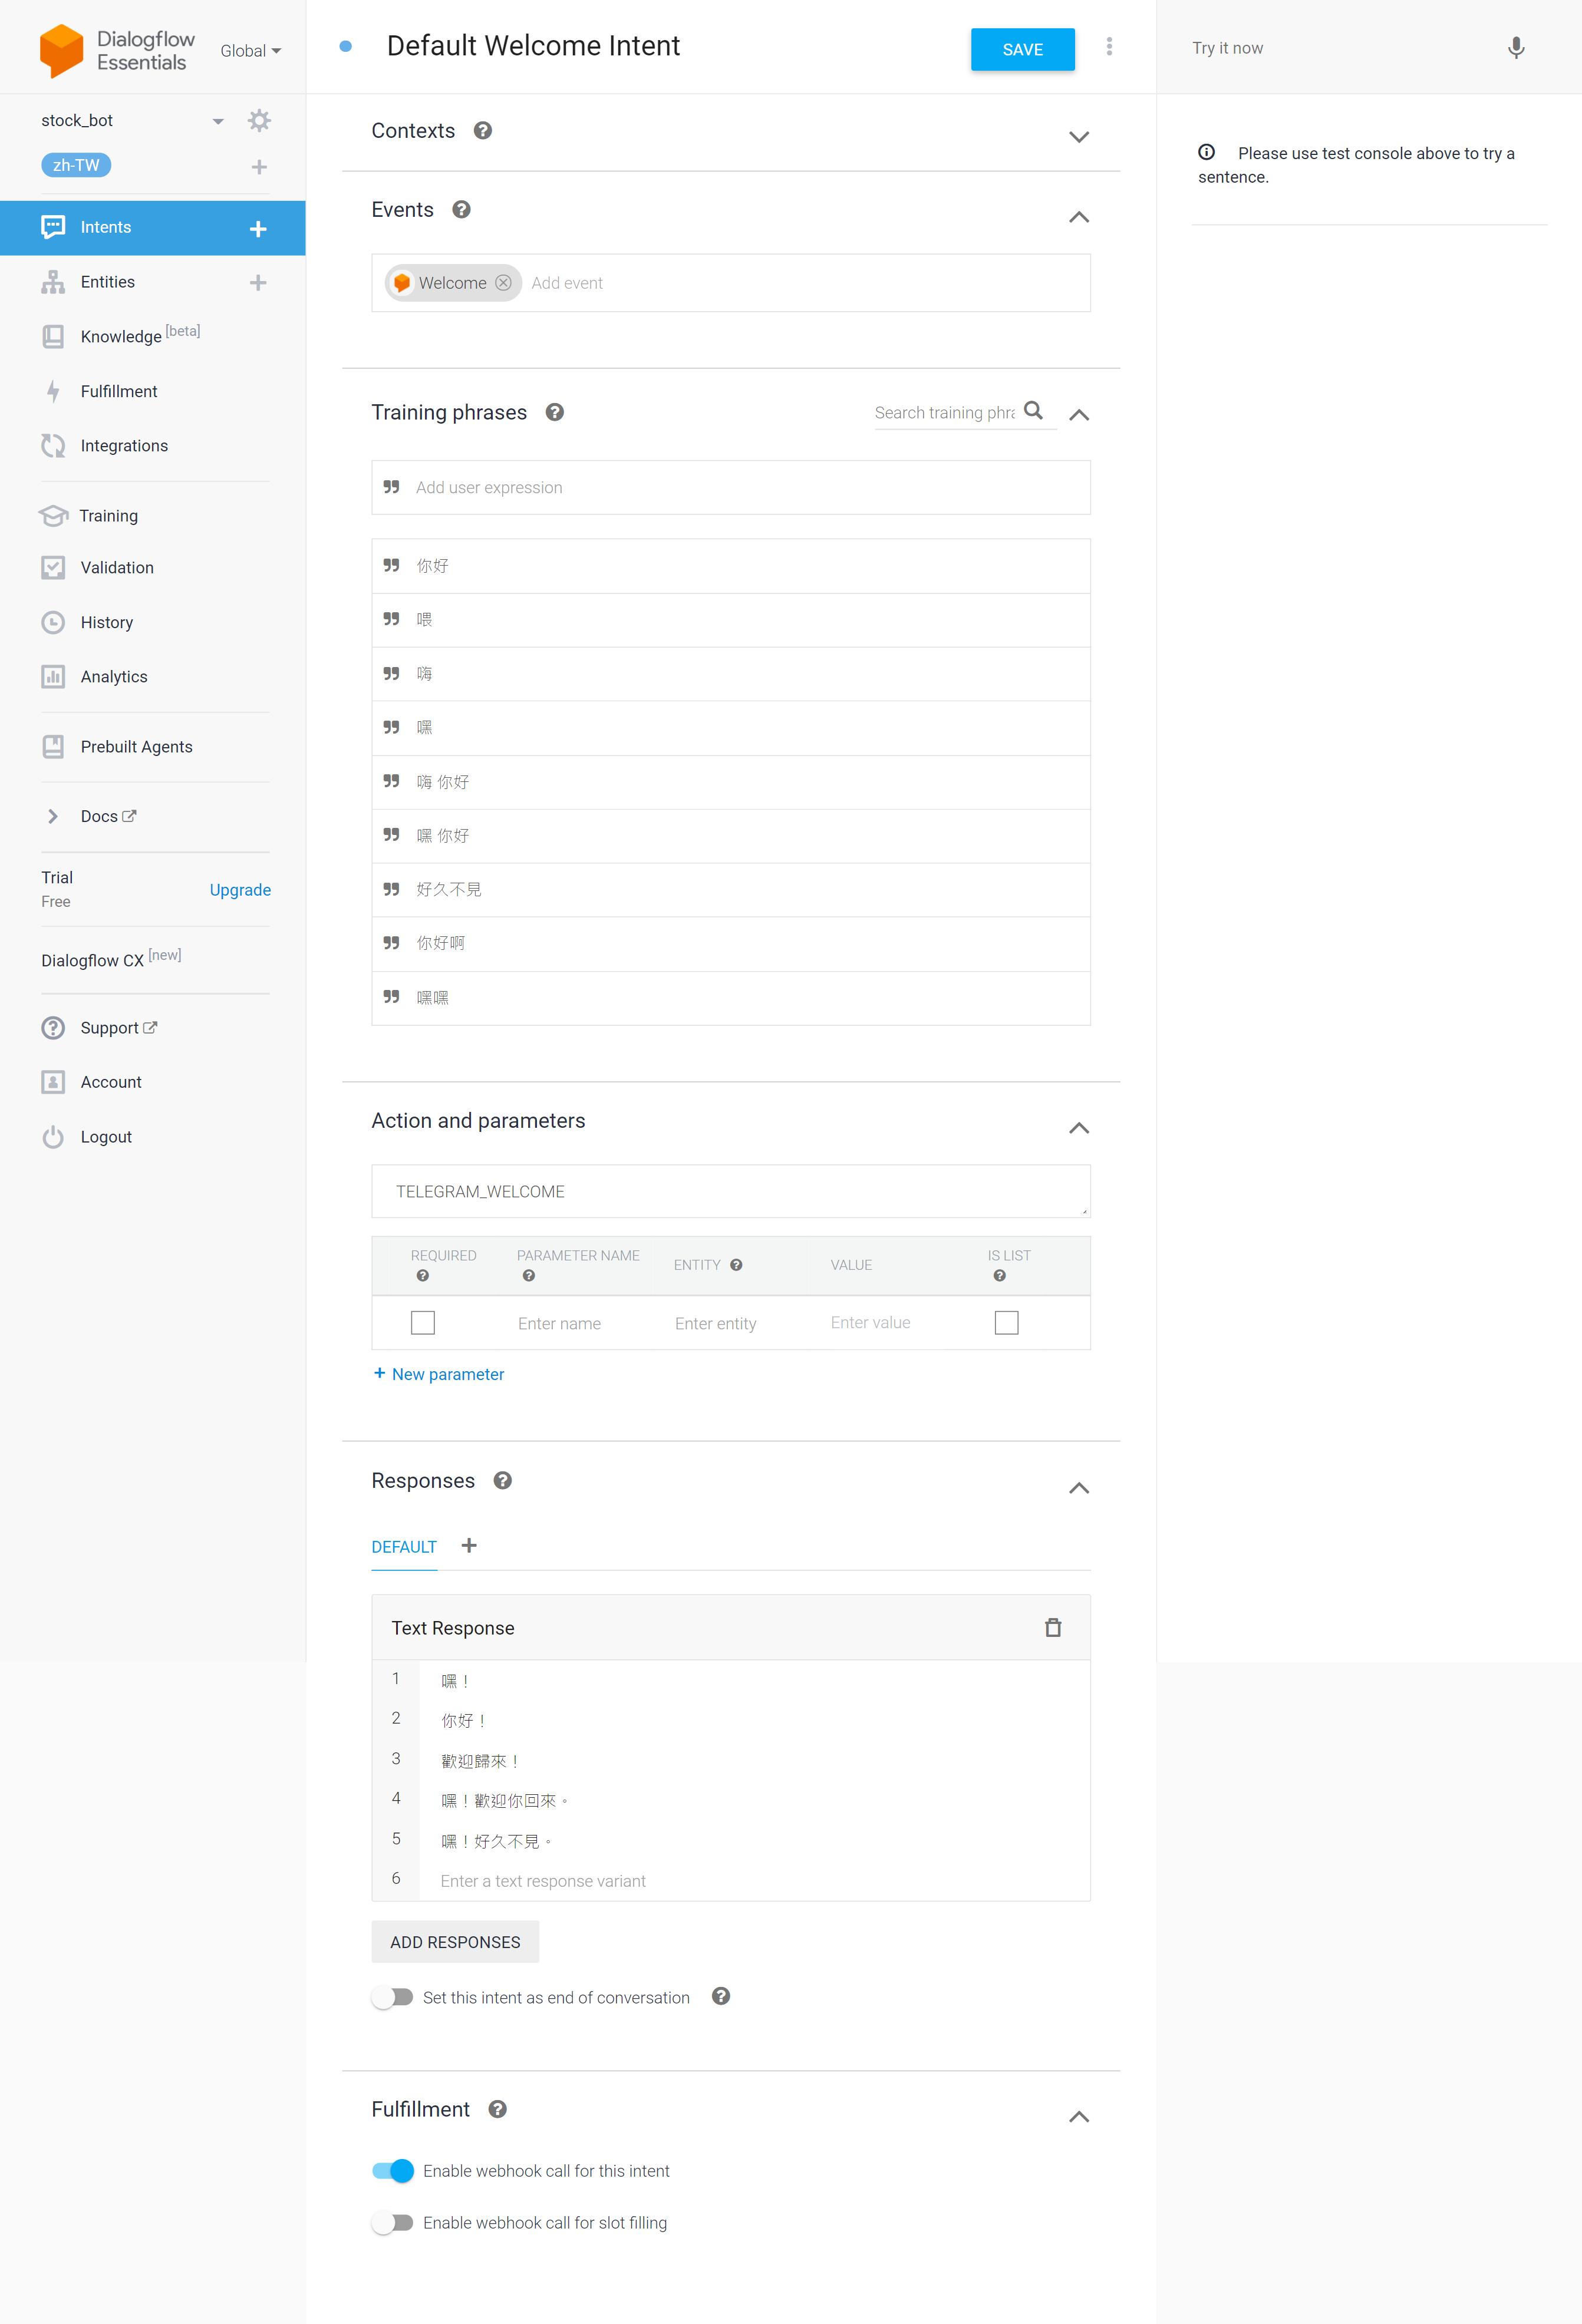 Dialogflow
Essentials
Global
stock_bot
zh-TW
Intents
Entities
Knowledge [beta]
Fulfillment
Integrations
Training
Validation
History
Analytics
Prebuilt Agents
Docs
Trial
Free
Upgrade
Dialogflow CX [new]
Support
Account
Logout
Default Welcome Intent
SAVE
Contexts
Events
Welcome
Add event
Training phrases
Search training phra
Add user expression
你好
喂
嗨
嘿
嗨 你好
嘿 你好
好久不見
你好啊
嘿嘿
Action and parameters
TELEGRAM_WELCOME
REQUIRED
PARAMETER NAME
ENTITY
VALUE
IS LIST
Enter name
Enter entity
Enter value
+ New parameter
Responses
DEFAULT
Text Response
1 嘿！
2 你好！
3 歡迎歸來！
4 嘿！歡迎你回來。
5 嘿！好久不見。
6 Enter a text response variant
ADD RESPONSES
Set this intent as end of conversation
Fulfillment
Enable webhook call for this intent
Enable webhook call for slot filling
Try it now
Please use test console above to try a
sentence.